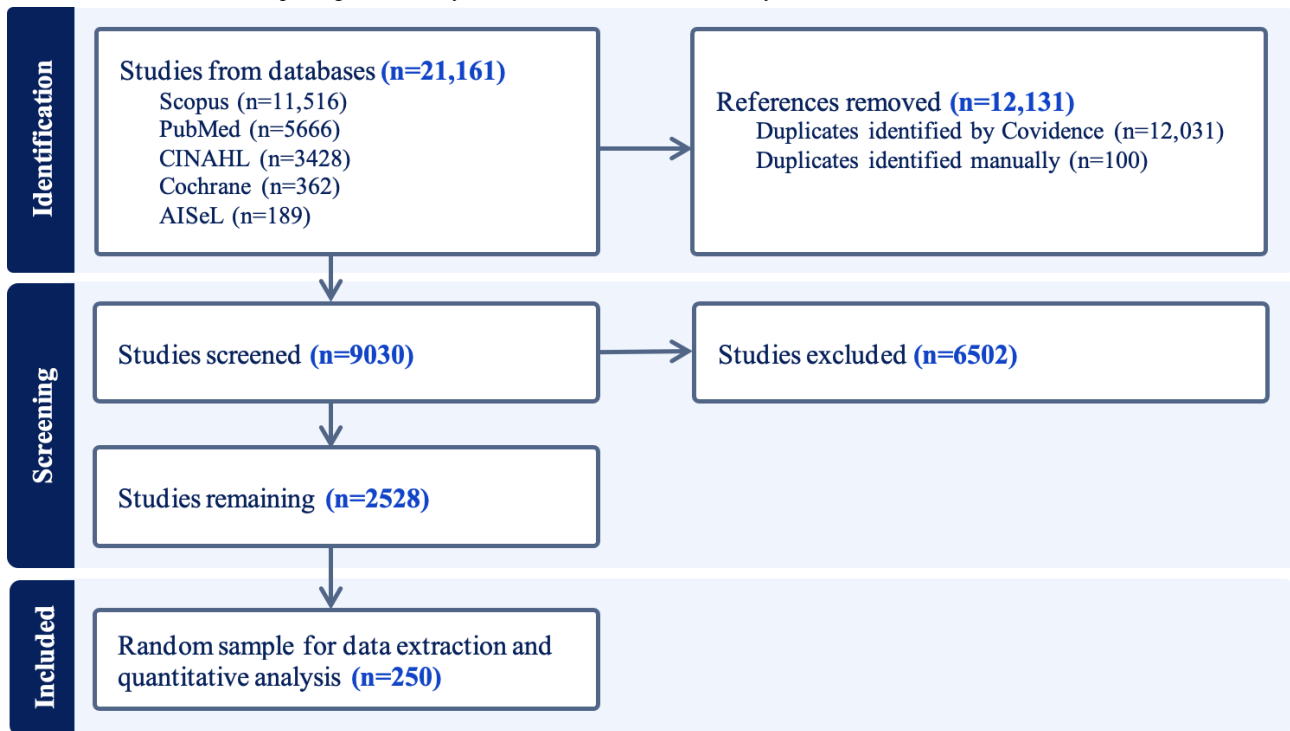 Identification
Studies from databases (n=21,161)
Scopus (n=11,516)
PubMed (n=5666)
CINAHL (n=3428)
Cochrane (n=362)
AISeL (n=189)
References removed (n=12,131)
Duplicates identified by Covidence (n=12,031)
Duplicates identified manually (n=100)
Screening
Studies screened (n=9030)
Studies excluded (n=6502)
Studies remaining (n=2528)
Included
Random sample for data extraction and
quantitative analysis (n=250)